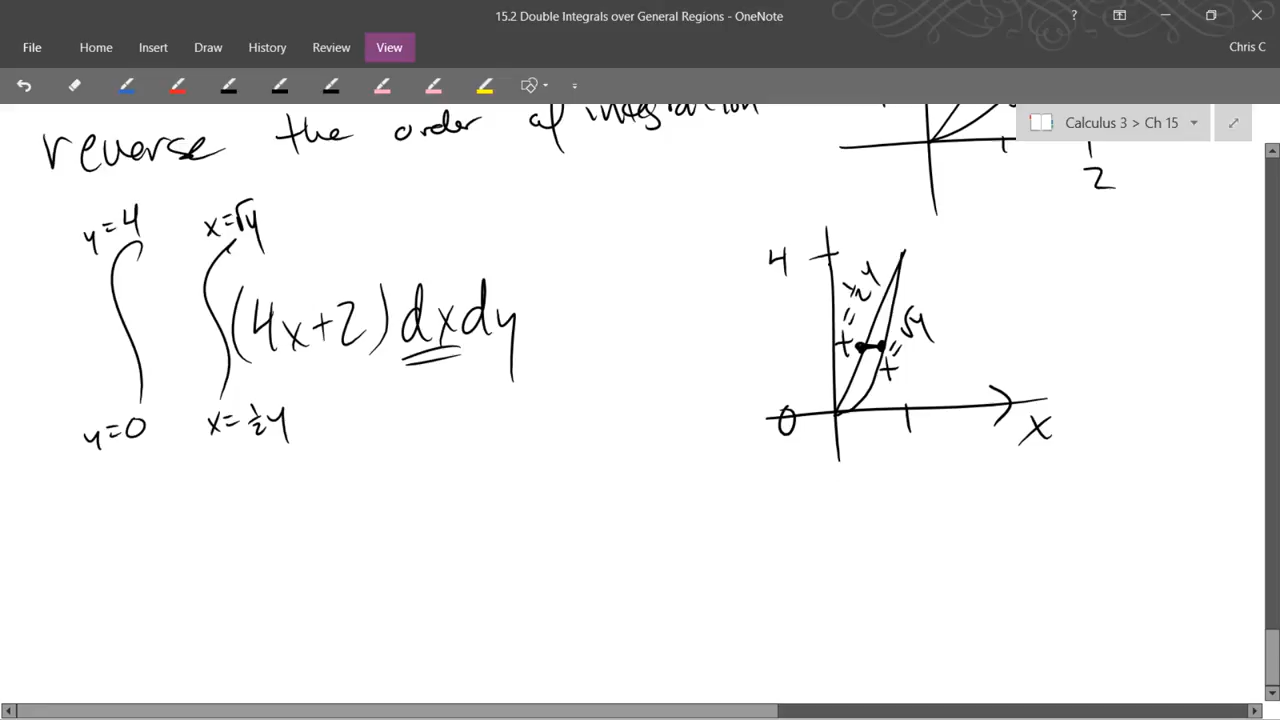 15.2 Double Integrals over General Regions - OneNote
?
File Home Insert Draw History Review View Chris C
reverse the order of integration
Calculus 3 > Ch 15
2
y=4 x=√y
(4x+2) dx dy
y=0 x=½y
4
x=½y
x=√y
0
x